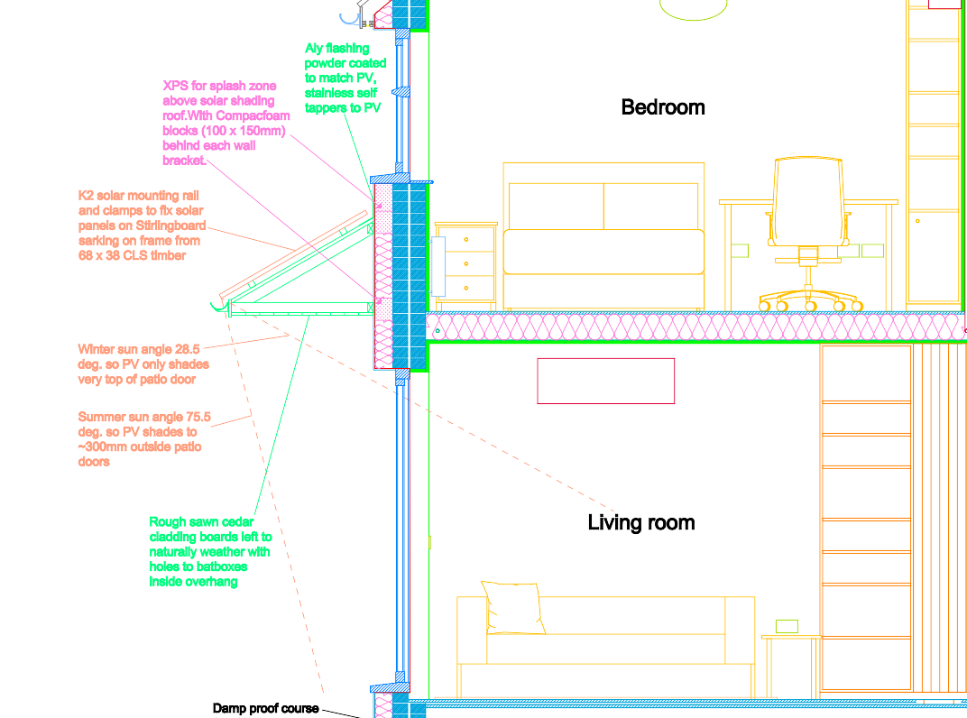 Aly flashing
powder coated
to match PV,
stainless self
tappers to PV
XPS for splash zone
above solar shading
roof.With Compacfoam
blocks (100 x 150mm)
behind each wall
bracket.
Bedroom
K2 solar mounting rail
and clamps to fix solar
panels on Stirlingboard
sarking on frame from
68 x 38 CLS timber
Winter sun angle 28.5
deg. so PV only shades
very top of patio door
Summer sun angle 75.5
deg. so PV shades to
~300mm outside patio
doors
Living room
Rough sawn cedar
cladding boards left to
naturally weather with
holes to batboxes
inside overhang
Damp proof course